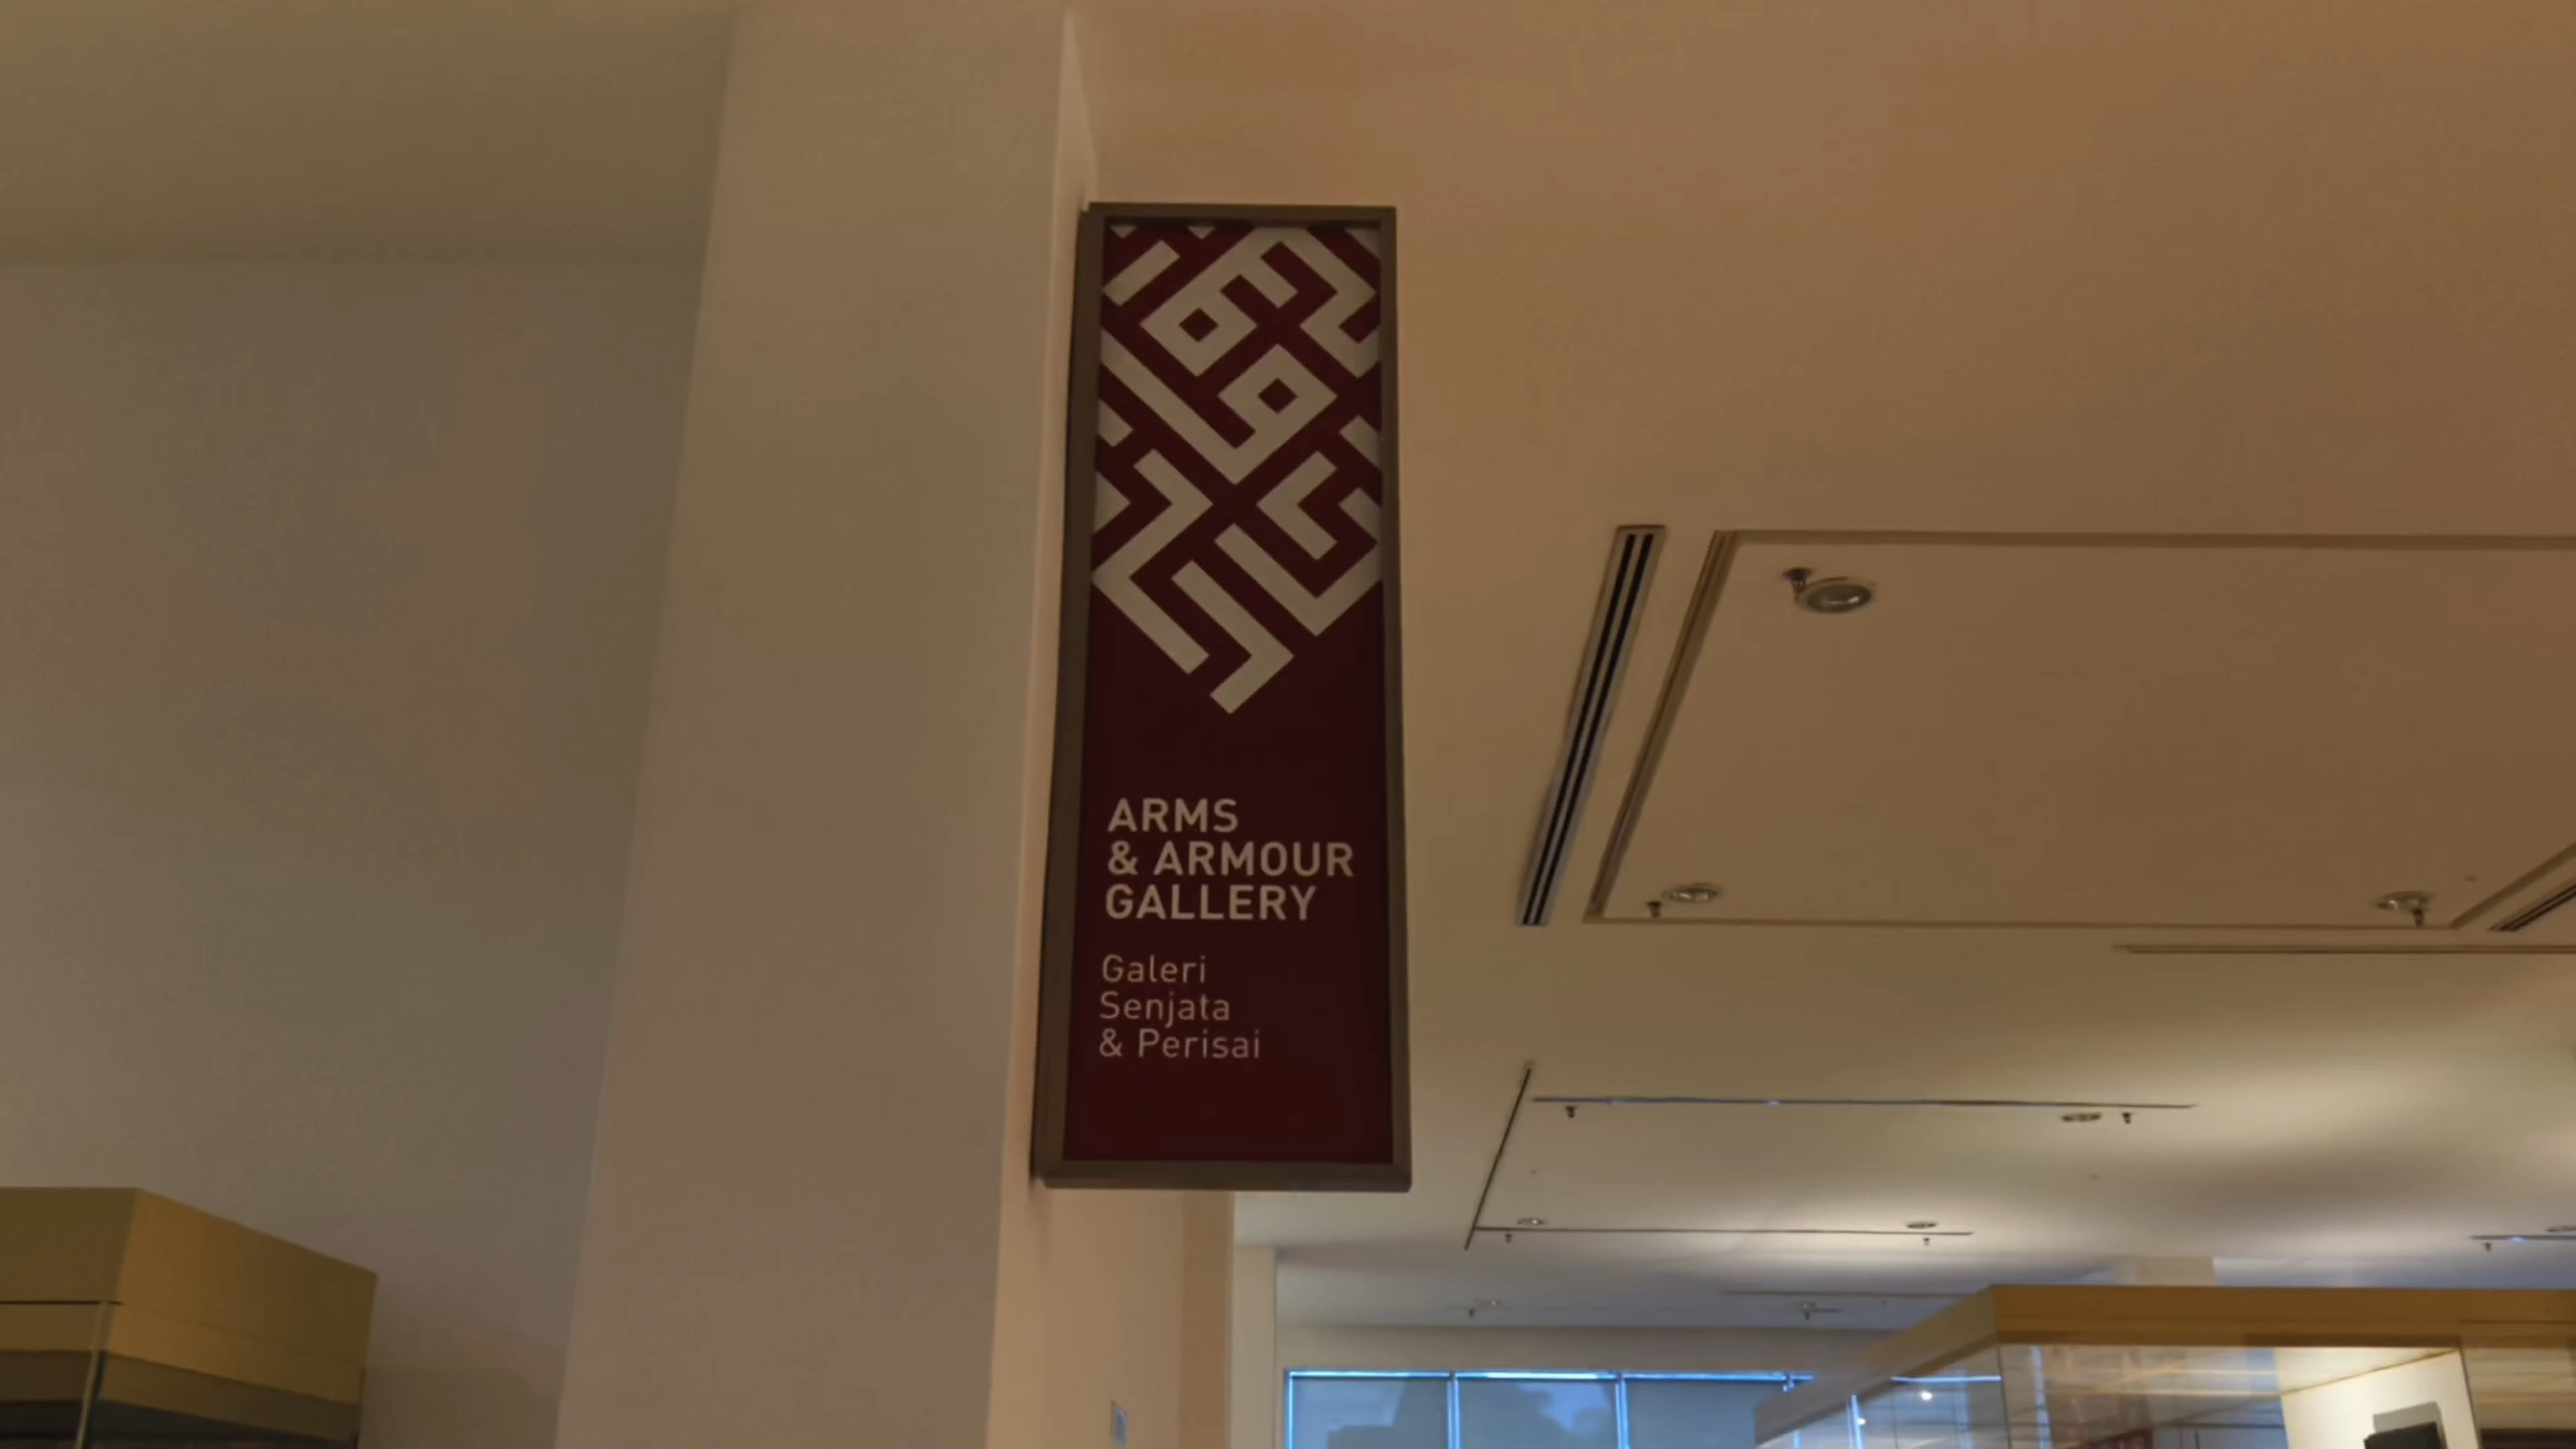 ARMS
& ARMOUR
GALLERY
Galeri
Senjata
& Perisai